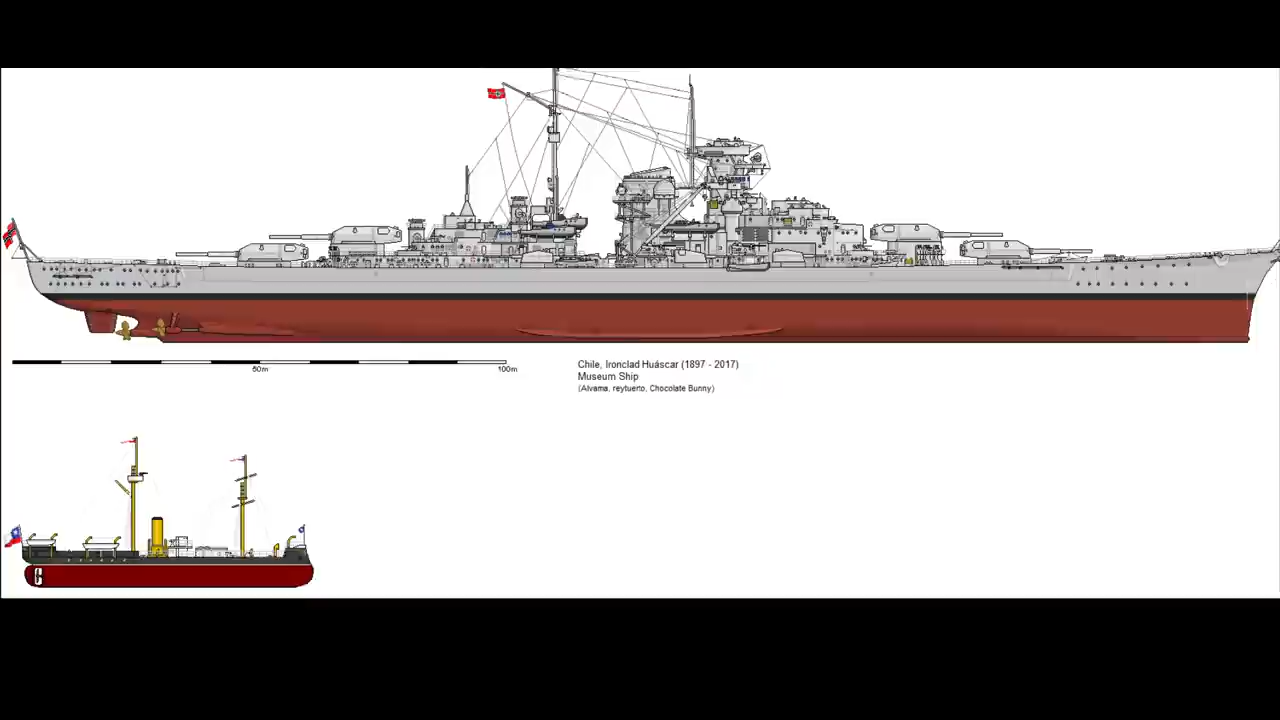 50m
100m
Chile, Ironclad Huáscar (1897 - 2017)
Museum Ship
(Alvama, reytuerto, Chocolate Bunny)